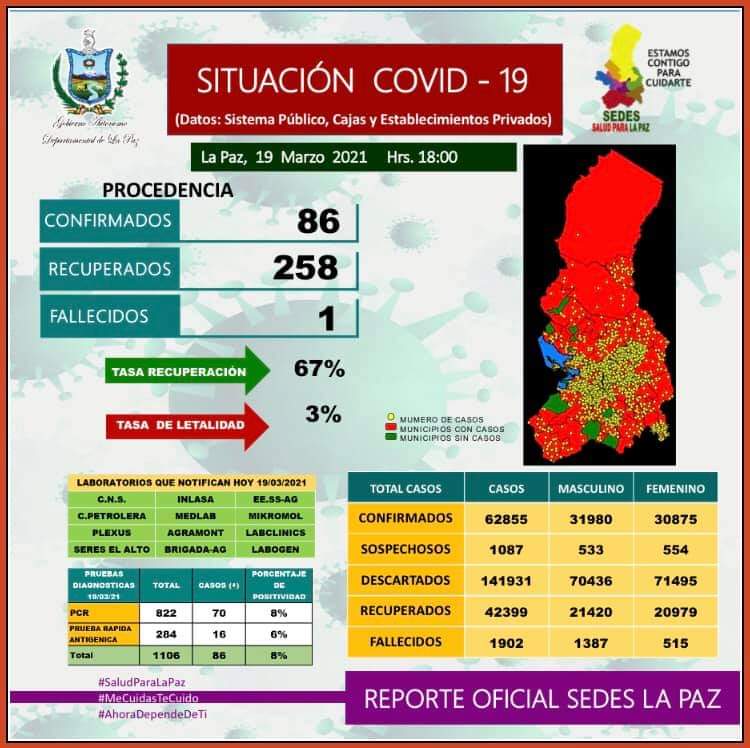 Gobierno Autónomo
Departamental de La Paz
SITUACIÓN COVID - 19
(Datos: Sistema Público, Cajas y Establecimientos Privados)
ESTAMOS
CONTIGO
PARA
CUIDARTE
SEDES
SALUD PARA LA PAZ
La Paz, 19 Marzo 2021 Hrs. 18:00
PROCEDENCIA
CONFIRMADOS 86
RECUPERADOS 258
FALLECIDOS 1
TASA RECUPERACIÓN 67%
TASA DE LETALIDAD 3%
MUMERO DE CASOS
MUNICIPIOS CON CASOS
MUNICIPIOS SIN CASOS
LABORATORIOS QUE NOTIFICAN HOY 19/03/2021
C.N.S. INLASA EE.SS-AG
C.PETROLERA MEDLAB MIKROMOL
PLEXUS AGRAMONT LABCLINICS
SERES EL ALTO BRIGADA-AG LABOGEN
PRUEBAS
DIAGNOSTICAS
19/03/21 TOTAL CASOS (+) PORCENTAJE
DE
POSITIVIDAD
PCR 822 70 8%
PRUEBA RAPIDA
ANTIGENICA 284 16 6%
Total 1106 86 8%
TOTAL CASOS CASOS MASCULINO FEMENINO
CONFIRMADOS 62855 31980 30875
SOSPECHOSOS 1087 533 554
DESCARTADOS 141931 70436 71495
RECUPERADOS 42399 21420 20979
FALLECIDOS 1902 1387 515
#SaludParaLaPaz
#MeCuidasTeCuido
#AhoraDependeDeTi
REPORTE OFICIAL SEDES LA PAZ